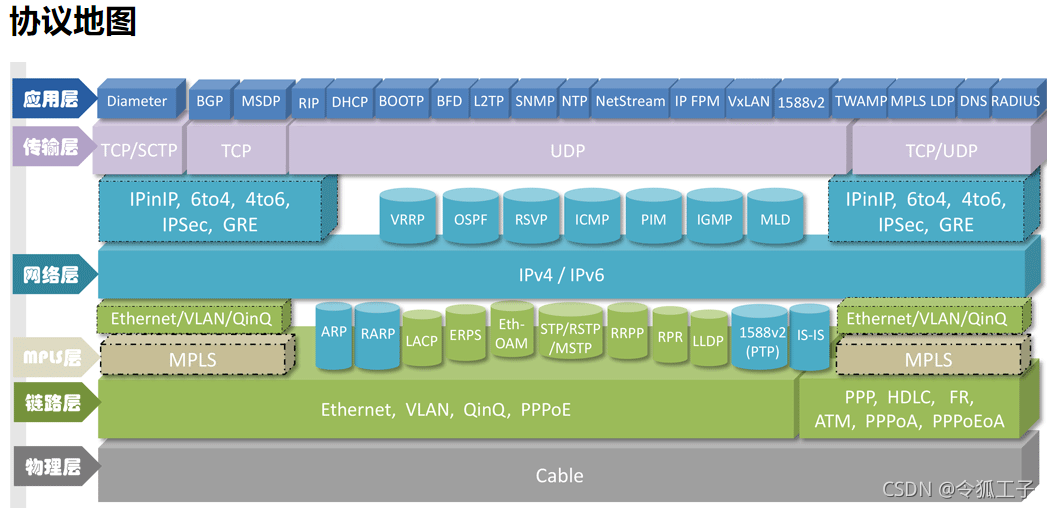 协议地图
应用层
Diameter
BGP
MSDP
RIP
DHCP
BOOTP
BFD
L2TP
SNMP
NTP
NetStream
IP FPM
VxLAN
1588v2
TWAMP
MPLS LDP
DNS
RADIUS
传输层
TCP/SCTP
TCP
UDP
TCP/UDP
IPinIP, 6to4, 4to6,
IPSec, GRE
VRRP
OSPF
RSVP
ICMP
PIM
IGMP
MLD
IPinIP, 6to4, 4to6,
IPSec, GRE
网络层
IPv4 / IPv6
Ethernet/VLAN/QinQ
ARP
RARP
LACP
ERPS
Eth-
OAM
STP/RSTP
/MSTP
RRPP
RPR
LLDP
1588v2
(PTP)
IS-IS
Ethernet/VLAN/QinQ
MPLS层
MPLS
MPLS
链路层
Ethernet, VLAN, QinQ, PPPoE
PPP, HDLC, FR,
ATM, PPPoA, PPPoEoA
物理层
Cable
CSDN @令狐工子